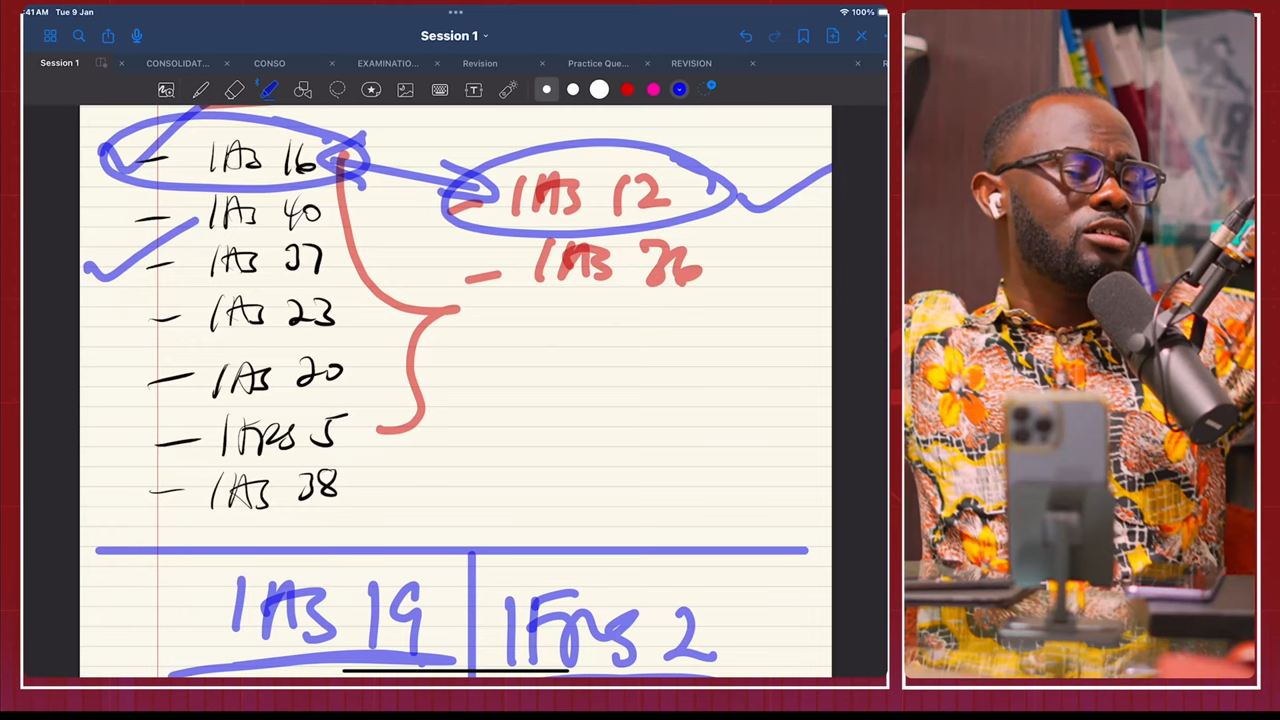 :41 AM Tue 9 Jan
100%
Session 1
Session 1
CONSOLIDAT...
CONSO
EXAMINATIO...
Revision
Practice Que...
REVISION
R
T
- IAS 16
- IAS 12
- IAS 40
- IAS 36
- IAS 37
- IAS 23
- IAS 20
- IFRS 5
- IAS 38
IAS 19
IFRS 2